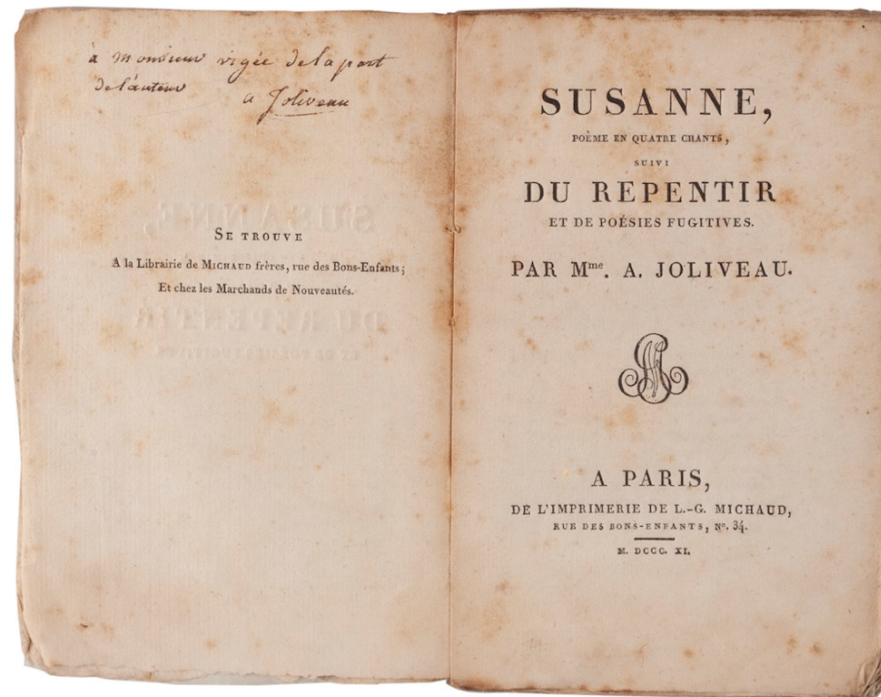 à monsieur vigée de la part
de l'auteur
a Joliveau
SE TROUVE
A la Librairie de MICHAUD frères, rue des Bons-Enfants ;
Et chez les Marchands de Nouveautés.
SUSANNE,
POÈME EN QUATRE CHANTS,
SUIVI
DU REPENTIR
ET DE POÉSIES FUGITIVES.
PAR Mme. A. JOLIVEAU.
A PARIS,
DE L'IMPRIMERIE DE L.-G. MICHAUD,
RUE DES BONS-ENFANTS, No. 34.
M. DCCC. XI.